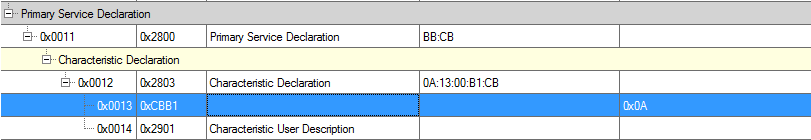 Primary Service Declaration
0x0011 0x2800 Primary Service Declaration BB:CB
Characteristic Declaration
0x0012 0x2803 Characteristic Declaration 0A:13:00:B1:CB
0x0013 0xCBB1 0x0A
0x0014 0x2901 Characteristic User Description